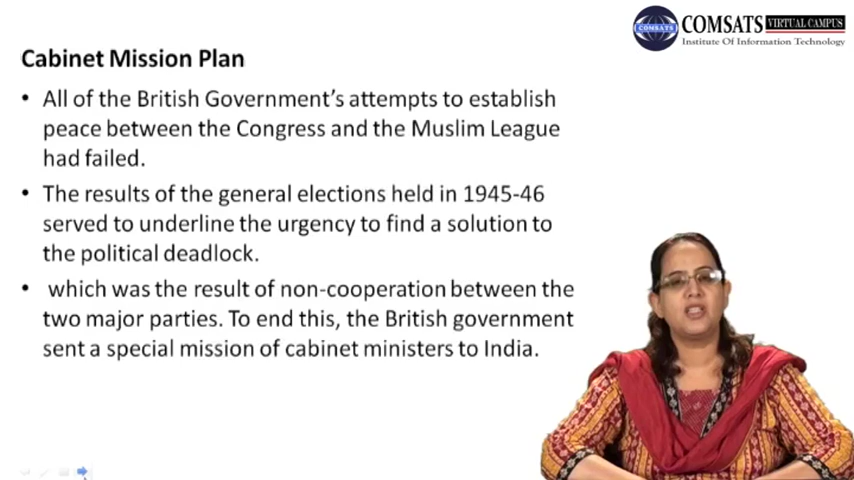 COMSATS VIRTUAL CAMPUS
COMSATS
Institute Of Information Technology
Cabinet Mission Plan
• All of the British Government's attempts to establish
peace between the Congress and the Muslim League
had failed.
• The results of the general elections held in 1945-46
served to underline the urgency to find a solution to
the political deadlock.
• which was the result of non-cooperation between the
two major parties. To end this, the British government
sent a special mission of cabinet ministers to India.